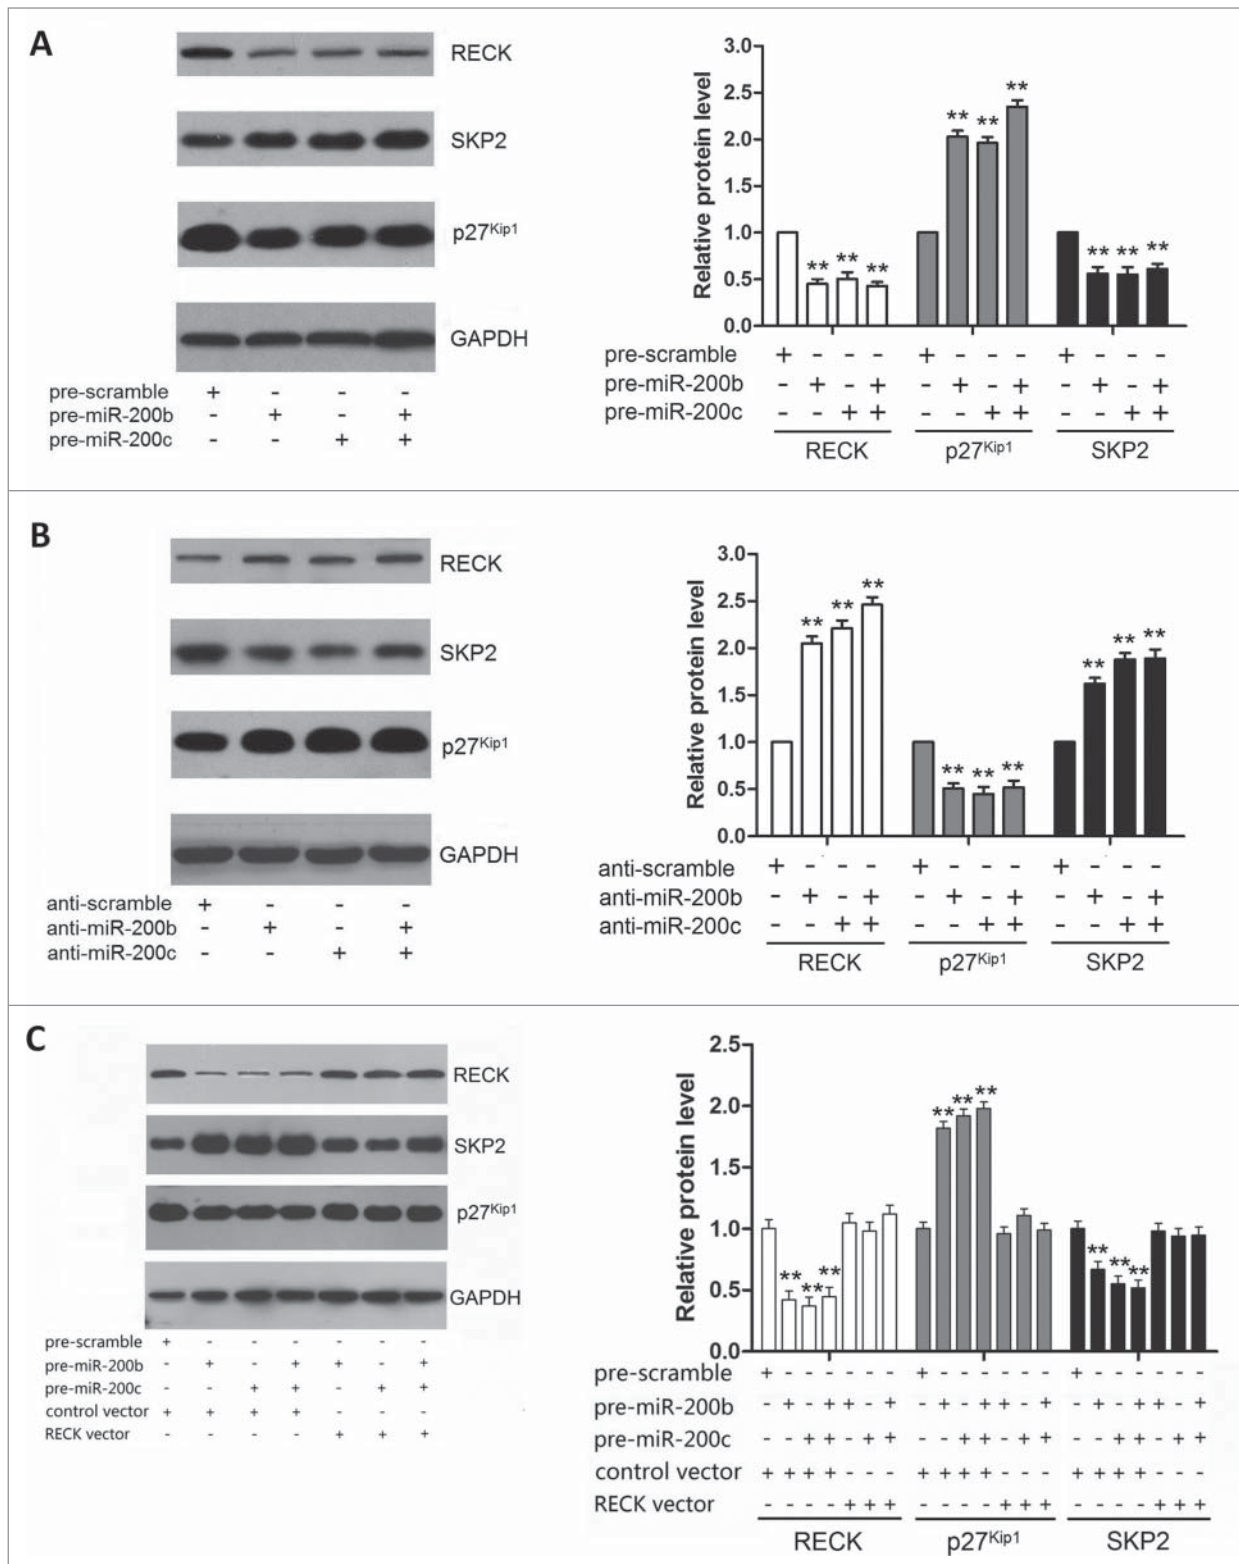 A
RECK
SKP2
p27Kip1
GAPDH
pre-scramble + - - -
pre-miR-200b - + - +
pre-miR-200c - - + +
Relative protein level
3.0
2.5
2.0
1.5
1.0
0.5
0.0
** ** ** ** ** ** ** ** **
pre-scramble + - - - + - - - + - - -
pre-miR-200b - + - + - + - + - + - +
pre-miR-200c - - + + - - + + - - + +
RECK p27Kip1 SKP2
B
RECK
SKP2
p27Kip1
GAPDH
anti-scramble + - - -
anti-miR-200b - + - +
anti-miR-200c - - + +
Relative protein level
3.0
2.5
2.0
1.5
1.0
0.5
0.0
** ** ** ** ** ** ** ** **
anti-scramble + - - - + - - - + - - -
anti-miR-200b - + - + - + - + - + - +
anti-miR-200c - - + + - - + + - - + +
RECK p27Kip1 SKP2
C
RECK
SKP2
p27Kip1
GAPDH
pre-scramble + - - - - - -
pre-miR-200b - + - + + - +
pre-miR-200c - - + + - + +
control vector + + + + - - -
RECK vector - - - - + + +
Relative protein level
2.5
2.0
1.5
1.0
0.5
0.0
** ** ** ** ** ** ** ** **
pre-scramble + - - - - - - + - - - - - - + - - - - - -
pre-miR-200b - + - + + - + - + - + + - + - + - + + - +
pre-miR-200c - - + + - + + - - + + - + + - - + + - + +
control vector + + + + - - - + + + + - - - + + + + - - -
RECK vector - - - - + + + - - - - + + + - - - - + + +
RECK p27Kip1 SKP2